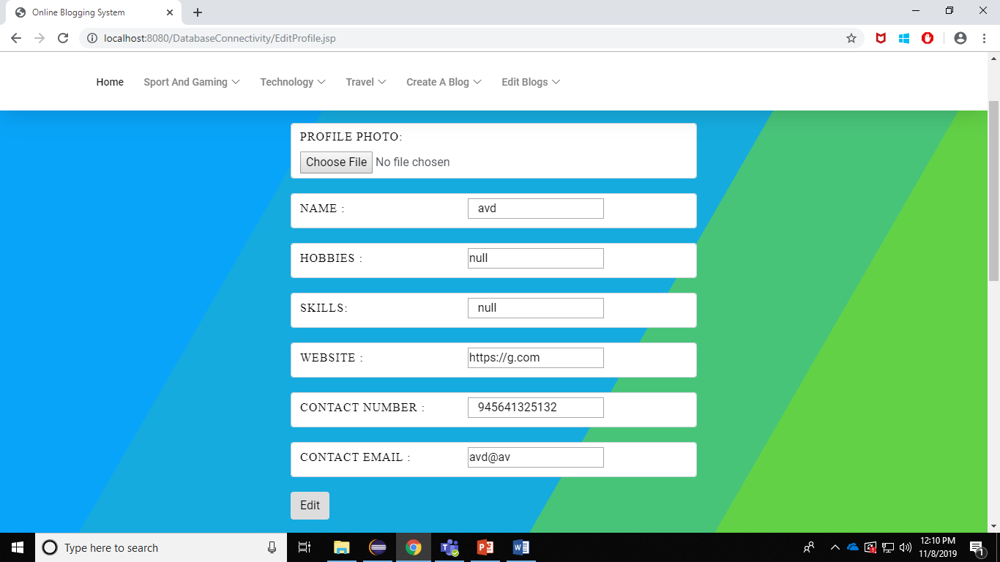 Online Blogging System
localhost:8080/DatabaseConnectivity/EditProfile.jsp
Home Sport And Gaming Technology Travel Create A Blog Edit Blogs
PROFILE PHOTO:
Choose File No file chosen
NAME : avd
HOBBIES : null
SKILLS: null
WEBSITE : https://g.com
CONTACT NUMBER : 945641325132
CONTACT EMAIL : avd@av
Edit
Type here to search
12:10 PM
11/8/2019
1